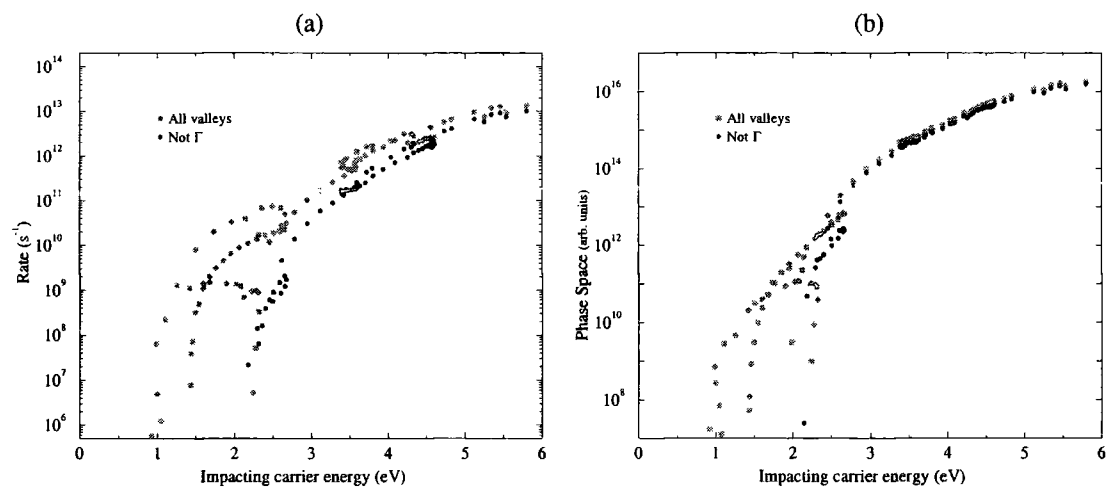 (a)
10^14
10^13
10^12
10^11
10^10
10^9
10^8
10^7
10^6
Rate (s^-1)
All valleys
Not Γ
0 1 2 3 4 5 6
Impacting carrier energy (eV)
(b)
10^16
10^14
10^12
10^10
10^8
Phase Space (arb. units)
All valleys
Not Γ
0 1 2 3 4 5 6
Impacting carrier energy (eV)